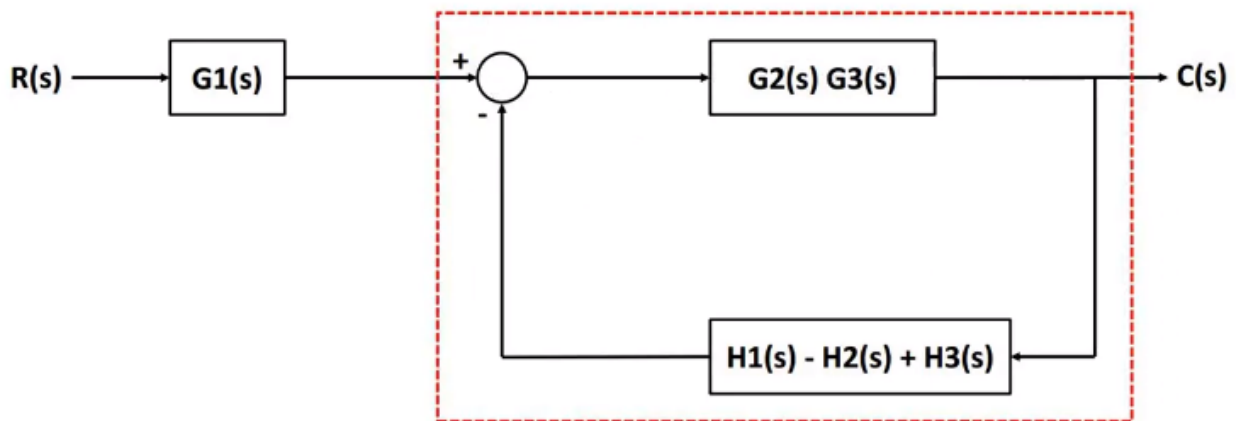 R(s)
G1(s)
+
-
G2(s) G3(s)
C(s)
H1(s) - H2(s) + H3(s)